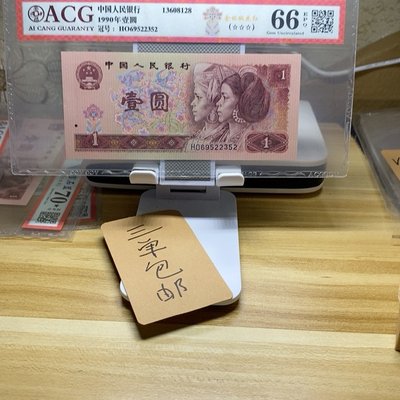 ACG 中国人民银行 13608128 66 EPQ
1990年壹圆 (☆☆☆) Gem Uncirculated
AI CANG GUARANTY 冠号：HO69522352
中国人民银行 1
壹圆
1 HO69522352 1
70
三单包邮